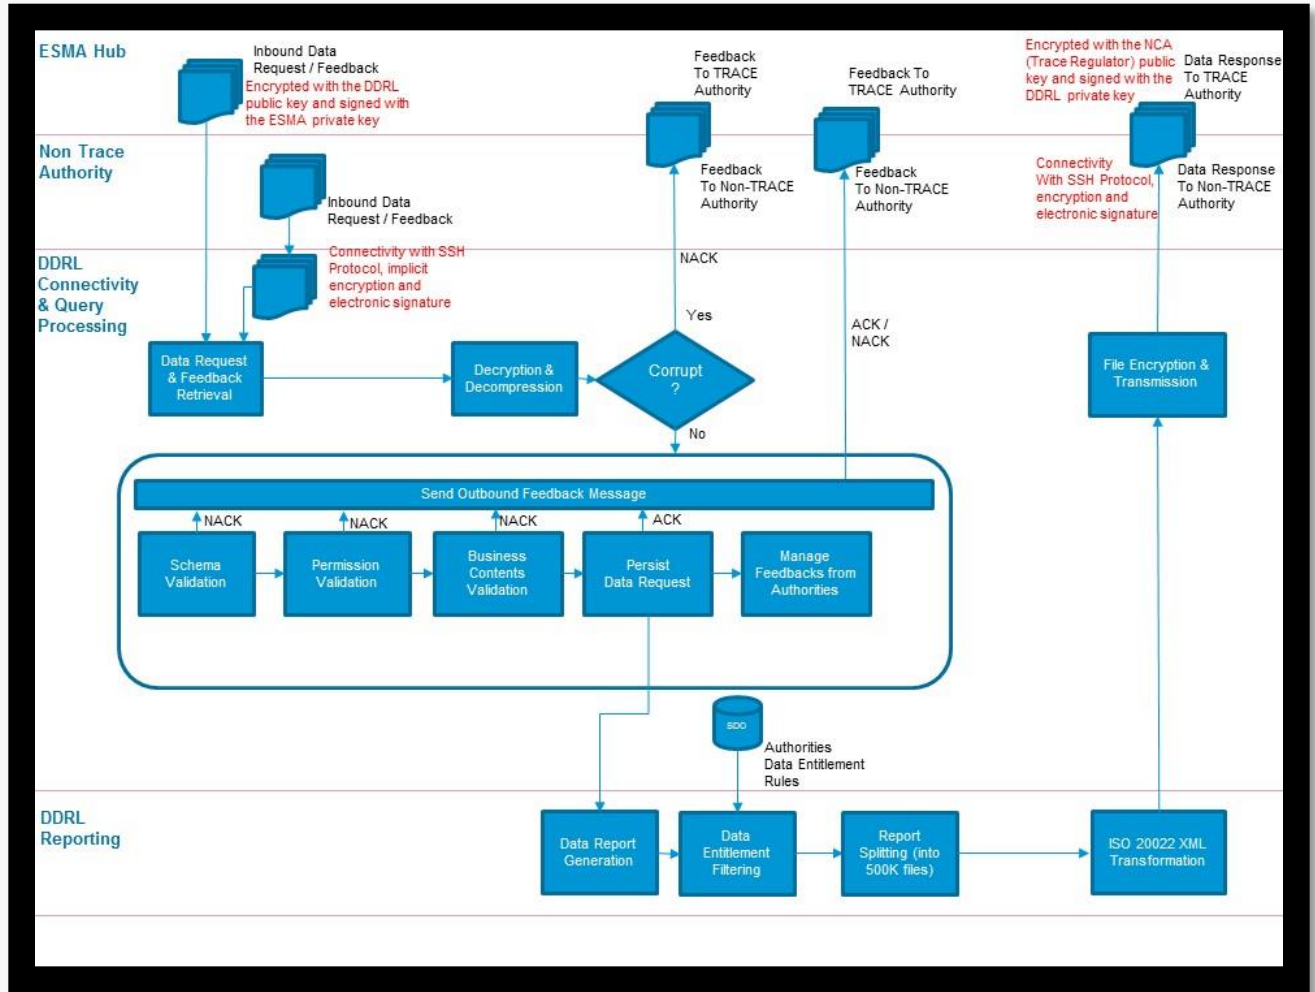 ESMA Hub
Inbound Data
Request / Feedback
Encrypted with the DDRL
public key and signed with
the ESMA private key
Feedback
To TRACE
Authority
Feedback To
TRACE Authority
Encrypted with the NCA
(Trace Regulator) public
key and signed with the
DDRL private key
Data Response
To TRACE
Authority
Non Trace
Authority
Inbound Data
Request / Feedback
Feedback
To Non-TRACE
Authority
Feedback
To Non-TRACE
Authority
Connectivity
With SSH Protocol,
encryption and
electronic signature
Data Response
To Non-TRACE
Authority
DDRL
Connectivity
& Query
Processing
Connectivity with SSH
Protocol, implicit
encryption and
electronic signature
NACK
Yes
ACK /
NACK
Data Request
& Feedback
Retrieval
Decryption &
Decompression
Corrupt
?
No
File Encryption &
Transmission
Send Outbound Feedback Message
NACK
NACK
NACK
ACK
Schema
Validation
Permission
Validation
Business
Contents
Validation
Persist
Data Request
Manage
Feedbacks from
Authorities
SDO
Authorities
Data Entitlement
Rules
DDRL
Reporting
Data Report
Generation
Data
Entitlement
Filtering
Report
Splitting (into
500K files)
ISO 20022 XML
Transformation